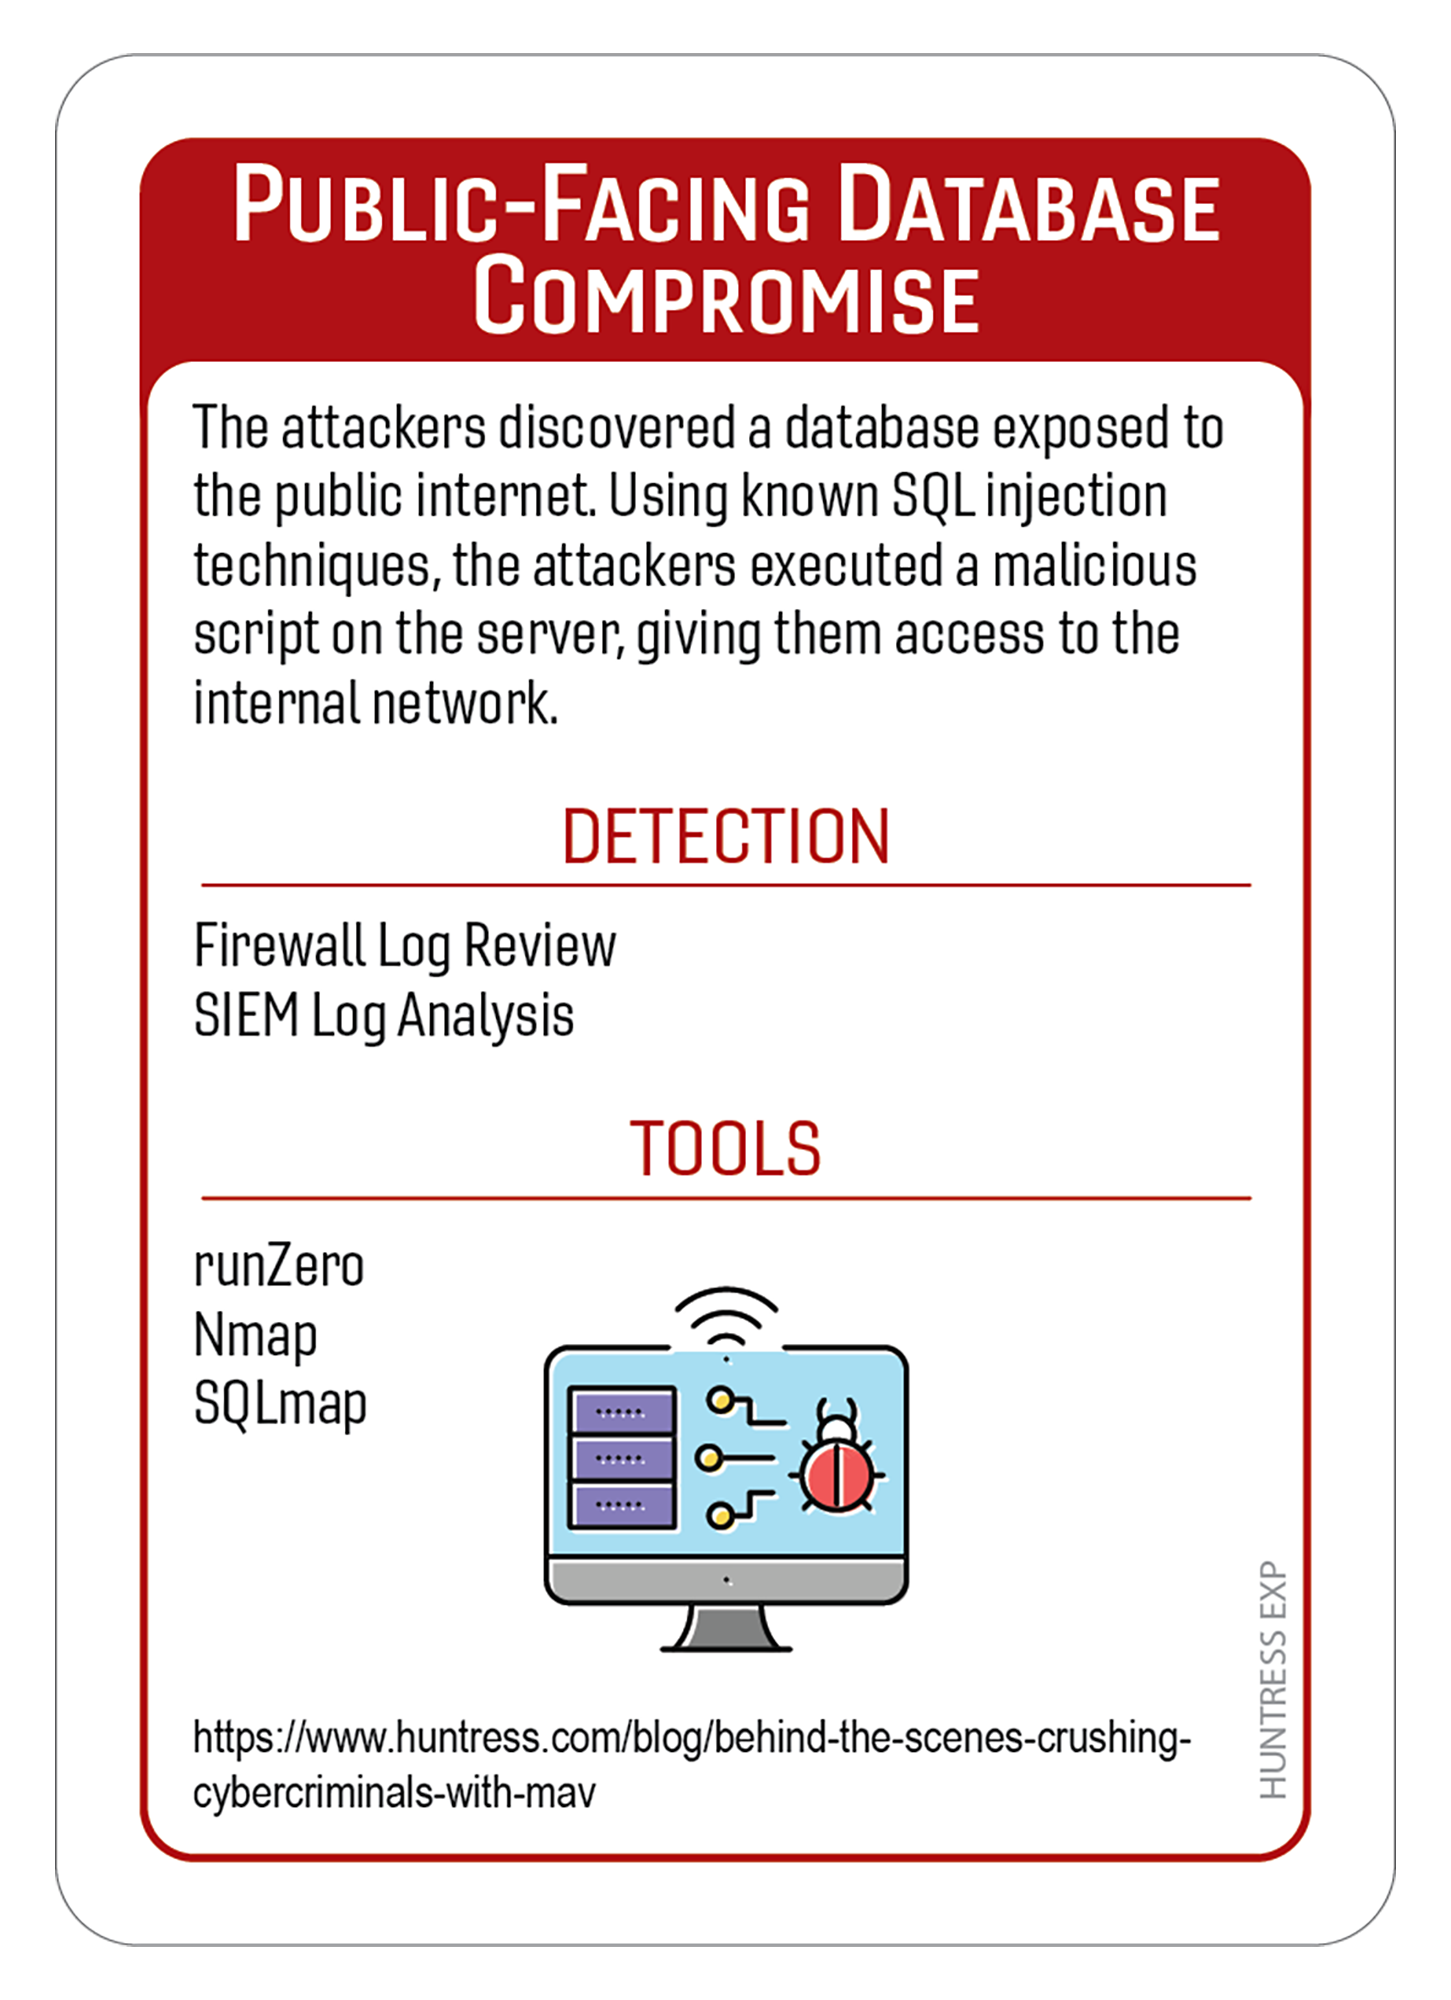 Public-Facing Database
Compromise
The attackers discovered a database exposed to
the public internet. Using known SQL injection
techniques, the attackers executed a malicious
script on the server, giving them access to the
internal network.
DETECTION
Firewall Log Review
SIEM Log Analysis
TOOLS
runZero
Nmap
SQLmap
HUNTRESS EXP
https://www.huntress.com/blog/behind-the-scenes-crushing-
cybercriminals-with-mav